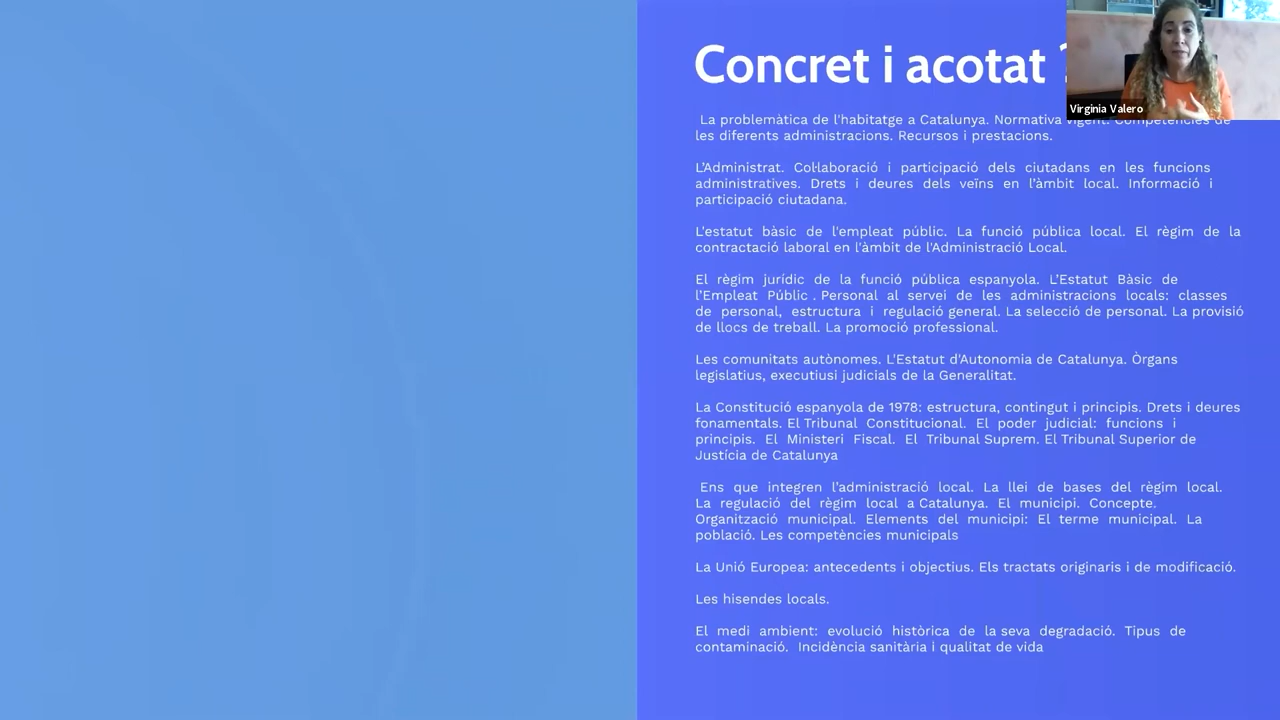 Concret i acotat ?
Virginia Valero
La problemàtica de l'habitatge a Catalunya. Normativa vigent. Competències de
les diferents administracions. Recursos i prestacions.
L'Administrat. Col·laboració i participació dels ciutadans en les funcions
administratives. Drets i deures dels veïns en l'àmbit local. Informació i
participació ciutadana.
L'estatut bàsic de l'empleat públic. La funció pública local. El règim de la
contractació laboral en l'àmbit de l'Administració Local.
El règim jurídic de la funció pública espanyola. L'Estatut Bàsic de
l'Empleat Públic . Personal al servei de les administracions locals: classes
de personal, estructura i regulació general. La selecció de personal. La provisió
de llocs de treball. La promoció professional.
Les comunitats autònomes. L'Estatut d'Autonomia de Catalunya. Òrgans
legislatius, executiusi judicials de la Generalitat.
La Constitució espanyola de 1978: estructura, contingut i principis. Drets i deures
fonamentals. El Tribunal Constitucional. El poder judicial: funcions i
principis. El Ministeri Fiscal. El Tribunal Suprem. El Tribunal Superior de
Justícia de Catalunya
Ens que integren l'administració local. La llei de bases del règim local.
La regulació del règim local a Catalunya. El municipi. Concepte.
Organització municipal. Elements del municipi: El terme municipal. La
població. Les competències municipals
La Unió Europea: antecedents i objectius. Els tractats originaris i de modificació.
Les hisendes locals.
El medi ambient: evolució històrica de la seva degradació. Tipus de
contaminació. Incidència sanitària i qualitat de vida